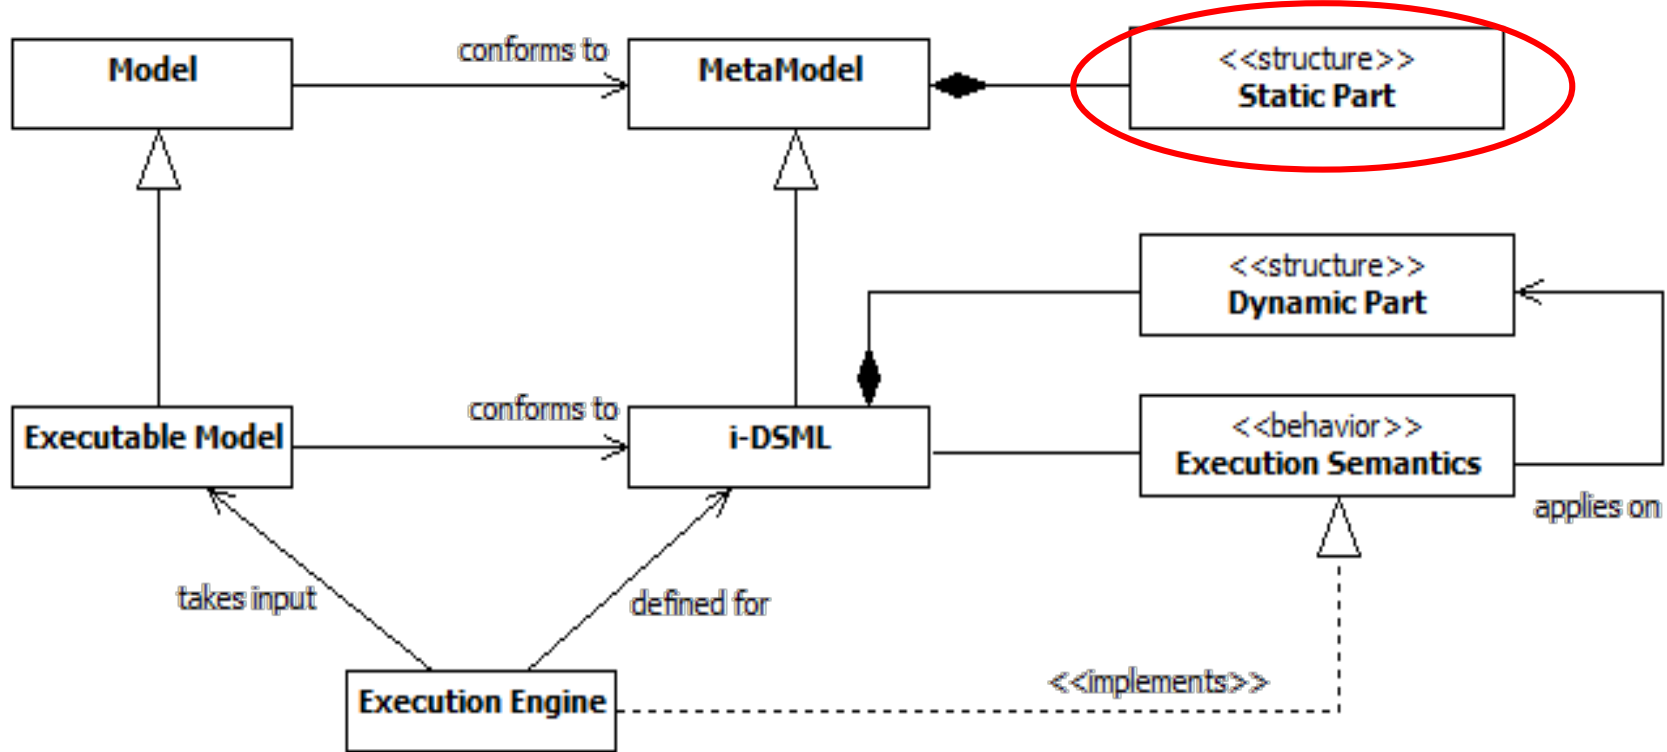 Model
conforms to
MetaModel
<<structure>>
Static Part
<<structure>>
Dynamic Part
Executable Model
conforms to
i-DSML
<<behavior>>
Execution Semantics
applies on
takes input
defined for
Execution Engine
<<implements>>